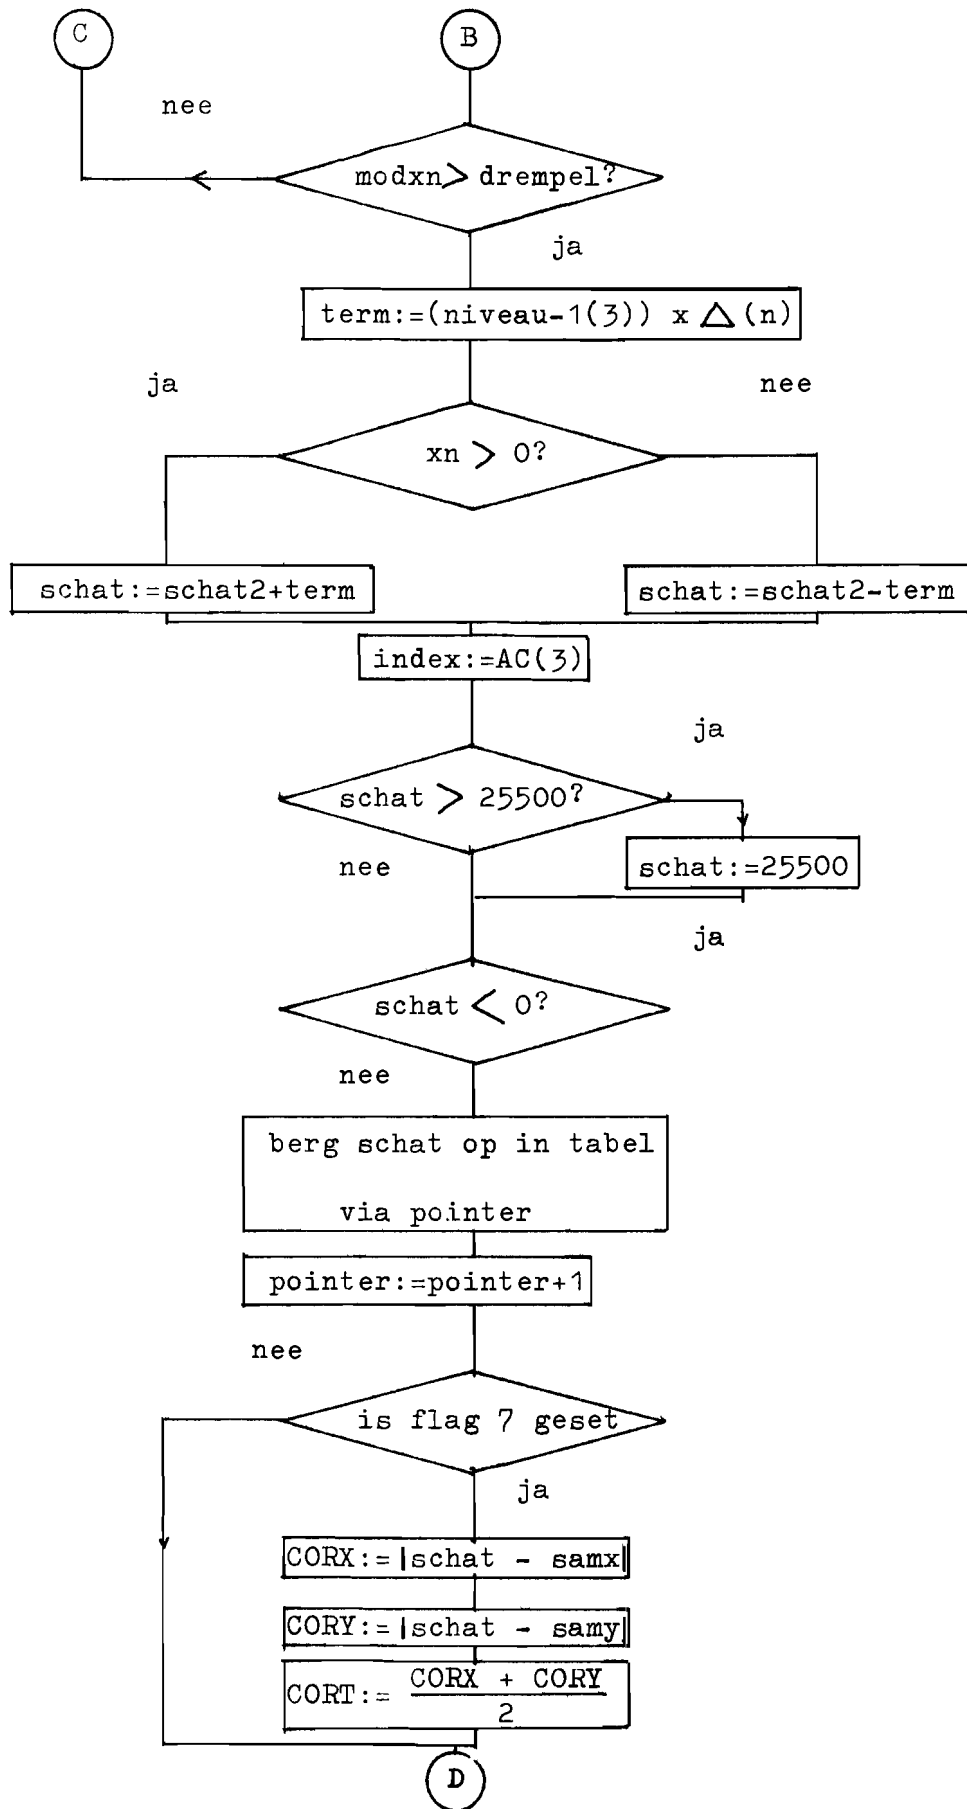 C
B
nee
modxn > drempel?
ja
term:=(niveau-1(3)) x △(n)
ja
nee
xn > 0?
schat:=schat2+term
schat:=schat2-term
index:=AC(3)
ja
schat > 25500?
nee
schat:=25500
ja
schat < 0?
nee
berg schat op in tabel
via pointer
pointer:=pointer+1
nee
is flag 7 geset
ja
CORX:=|schat - samx|
CORY:=|schat - samy|
CORT:= CORX + CORY
2
D